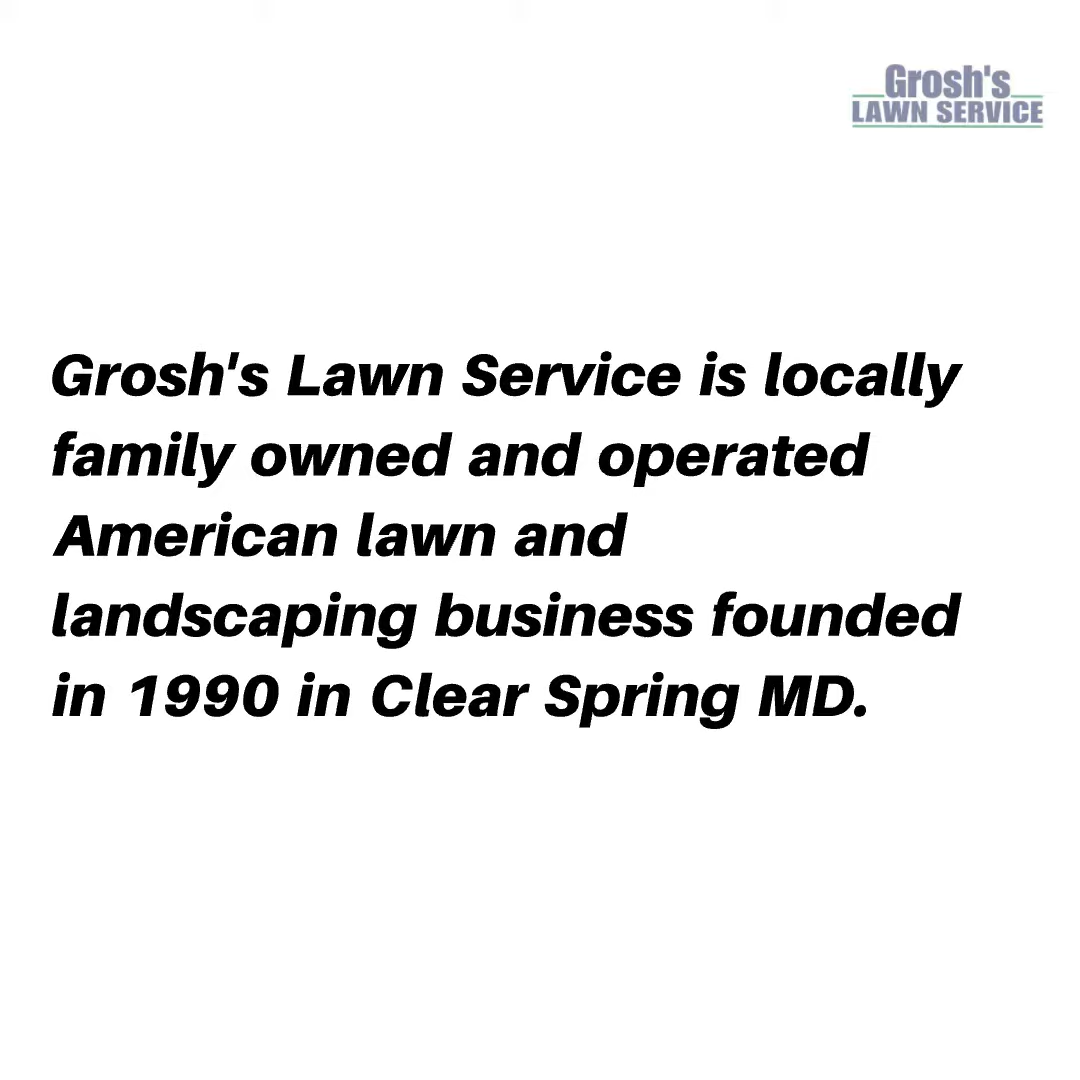 Grosh's
LAWN SERVICE
Grosh's Lawn Service is locally
family owned and operated
American lawn and
landscaping business founded
in 1990 in Clear Spring MD.